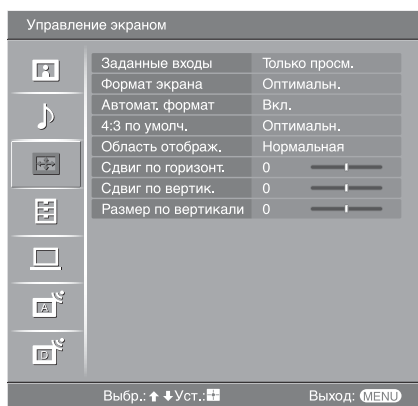 Управление экраном
Заданные входы Только просм.
Формат экрана Оптимальн.
Автомат. формат Вкл.
4:3 по умолч. Оптимальн.
Область отображ. Нормальная
Сдвиг по горизонт. 0
Сдвиг по вертик. 0
Размер по вертикали 0
A
D
Выбр.: Уст.: Выход: MENU